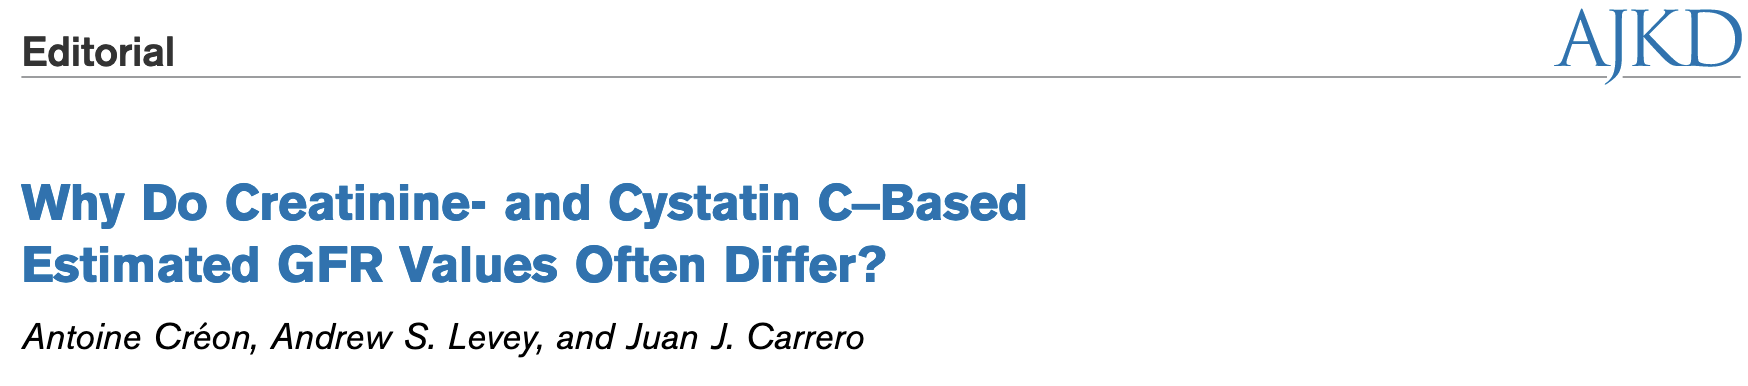 Editorial
AJKD
Why Do Creatinine- and Cystatin C–Based
Estimated GFR Values Often Differ?
Antoine Créon, Andrew S. Levey, and Juan J. Carrero